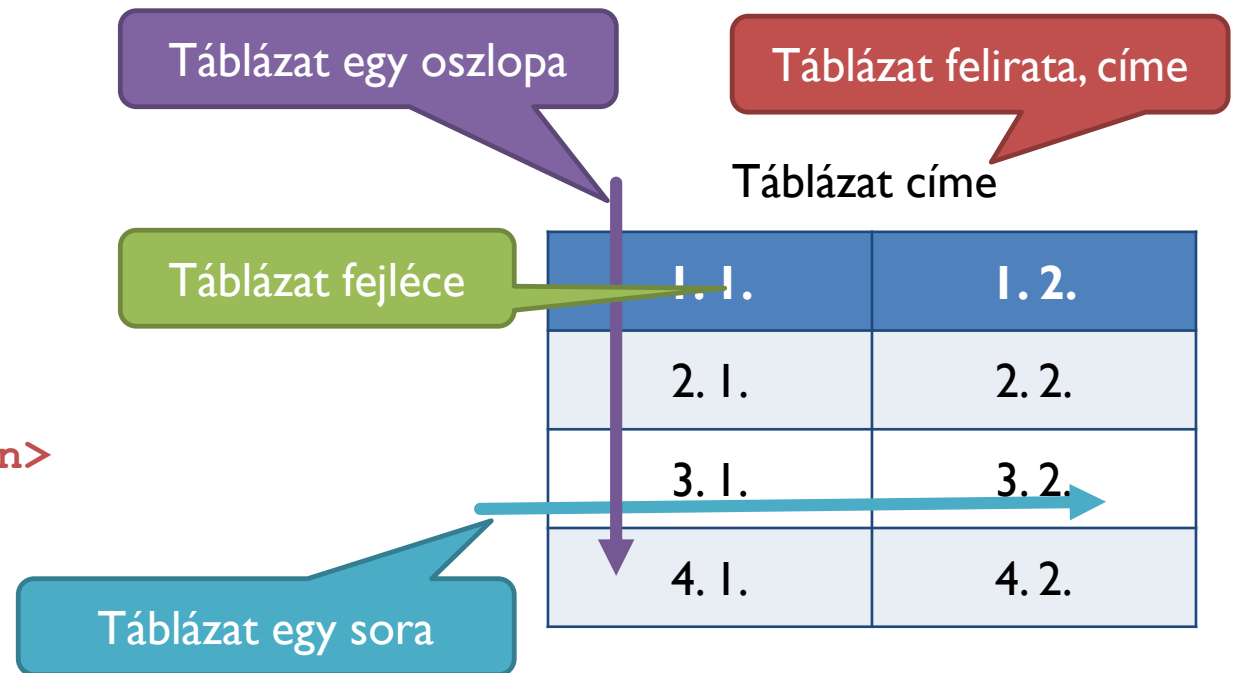 Táblázat egy oszlopa
Táblázat felirata, címe
Táblázat címe
Táblázat fejléce
1. 1. 1. 2.
2. 1. 2. 2.
n>
3. 1. 3. 2.
4. 1. 4. 2.
Táblázat egy sora